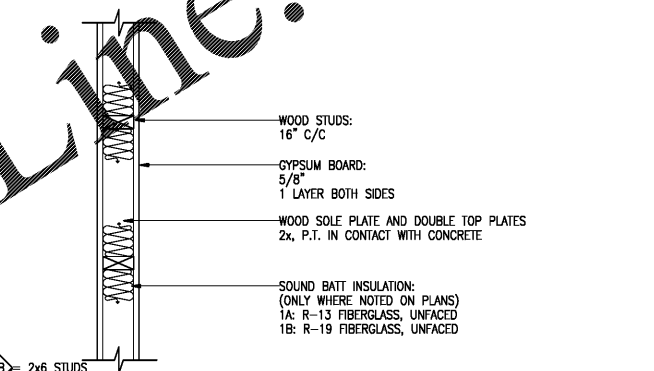 Line.
WOOD STUDS:
16" C/C
GYPSUM BOARD:
5/8"
1 LAYER BOTH SIDES
WOOD SOLE PLATE AND DOUBLE TOP PLATES
2x, P.T. IN CONTACT WITH CONCRETE
SOUND BATT INSULATION:
(ONLY WHERE NOTED ON PLANS)
1A: R-13 FIBERGLASS, UNFACED
1B: R-19 FIBERGLASS, UNFACED
= 2x6 STUDS